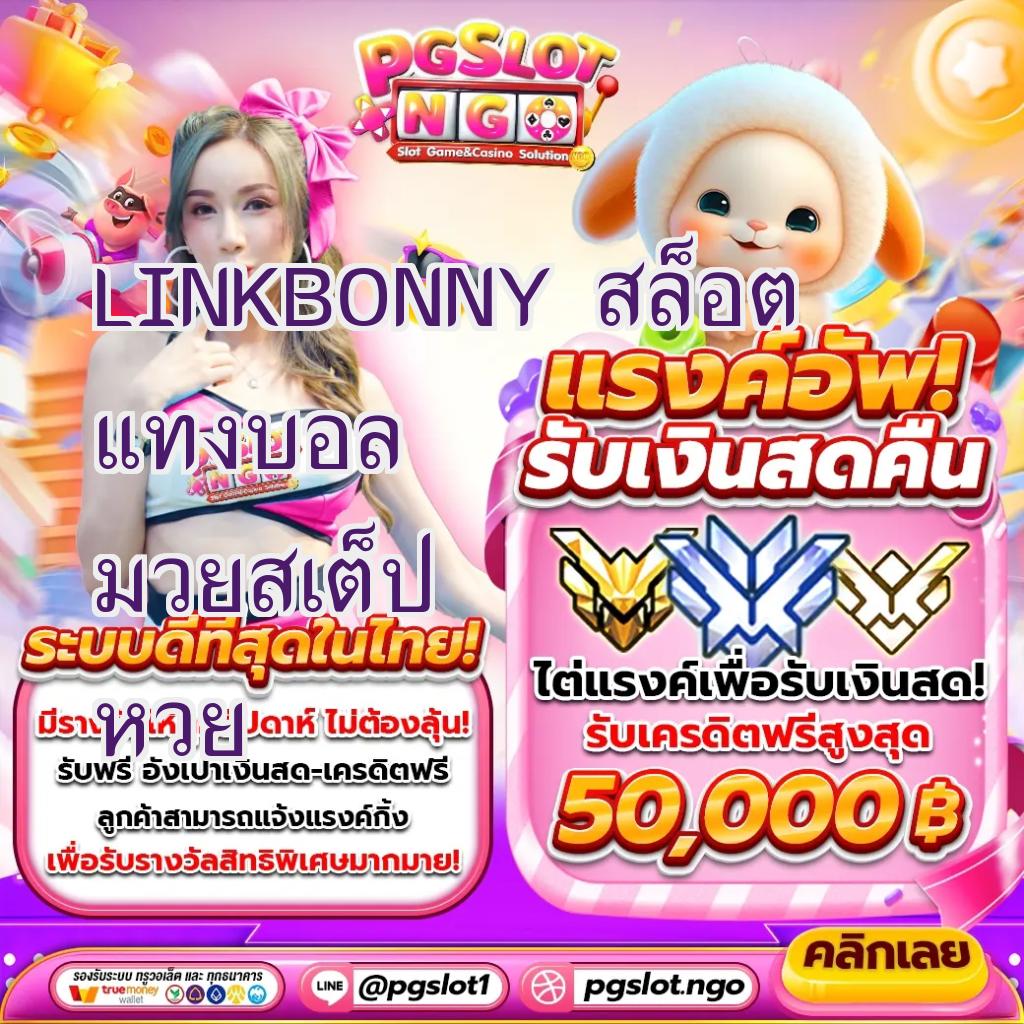 PGSLOT
NGO
Slot Game&Casino Solution
LINKBONNY สล็อต
แทงบอล
มวยสเต็ป
หวย
แรงค์อัพ!
รับเงินสดคืน
ไต่แรงค์เพื่อรับเงินสด!
รับเครดิตฟรีสูงสุด
50,000 ฿
ระบบดีที่สุดในไทย!
ไม่ต้องลุ้น!
รับฟรี อั่งเปาเงินสด-เครดิตฟรี
ลูกค้าสามารถแจ้งแรงค์กิ้ง
เพื่อรับรางวัลสิทธิพิเศษมากมาย!
คลิกเลย
รองรับระบบ ทรูวอเล็ต และ ทุกธนาคาร
truemoney
wallet
LINE @pgslot1
pgslot.ngo